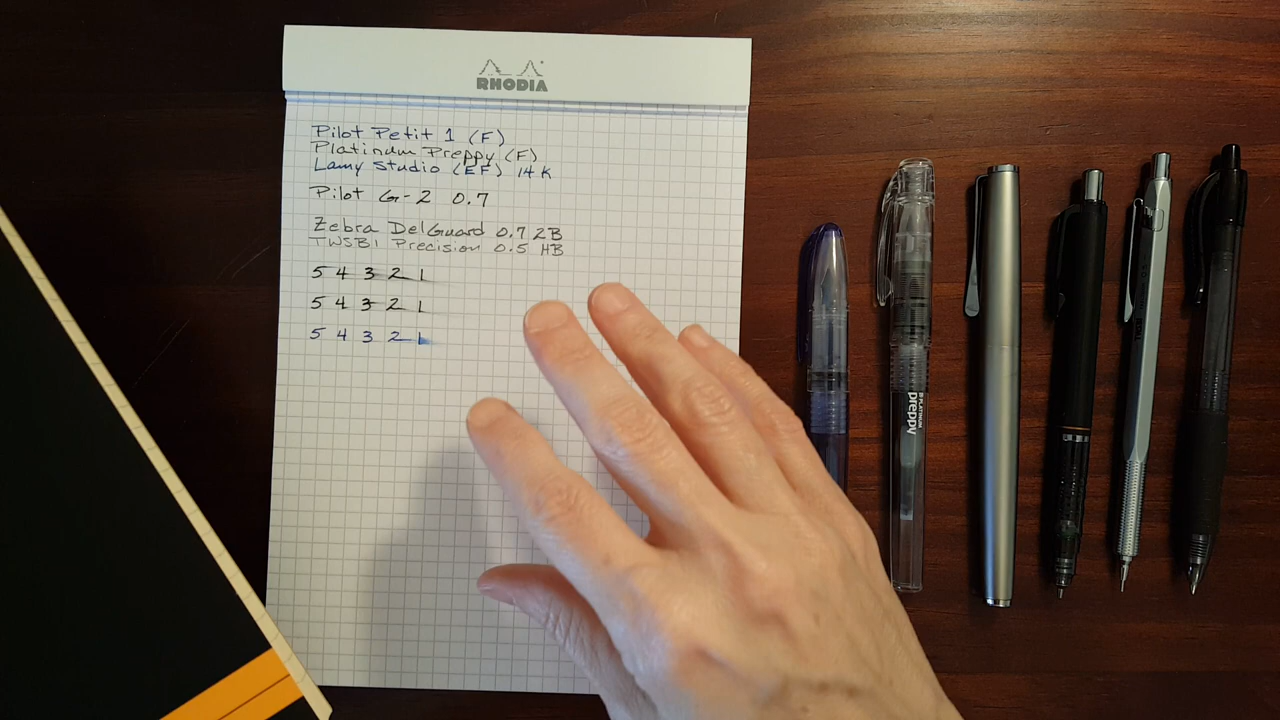 RHODIA
Pilot Petit 1 (F)
Platinum Preppy (F)
Lamy Studio (EF) 14K
Pilot G-2 0.7
Zebra DelGuard 0.7 2B
TWSBI Precision 0.5 HB
5 4 3 2 1
5 4 3 2 1
5 4 3 2 1
PLATINUM
preppy